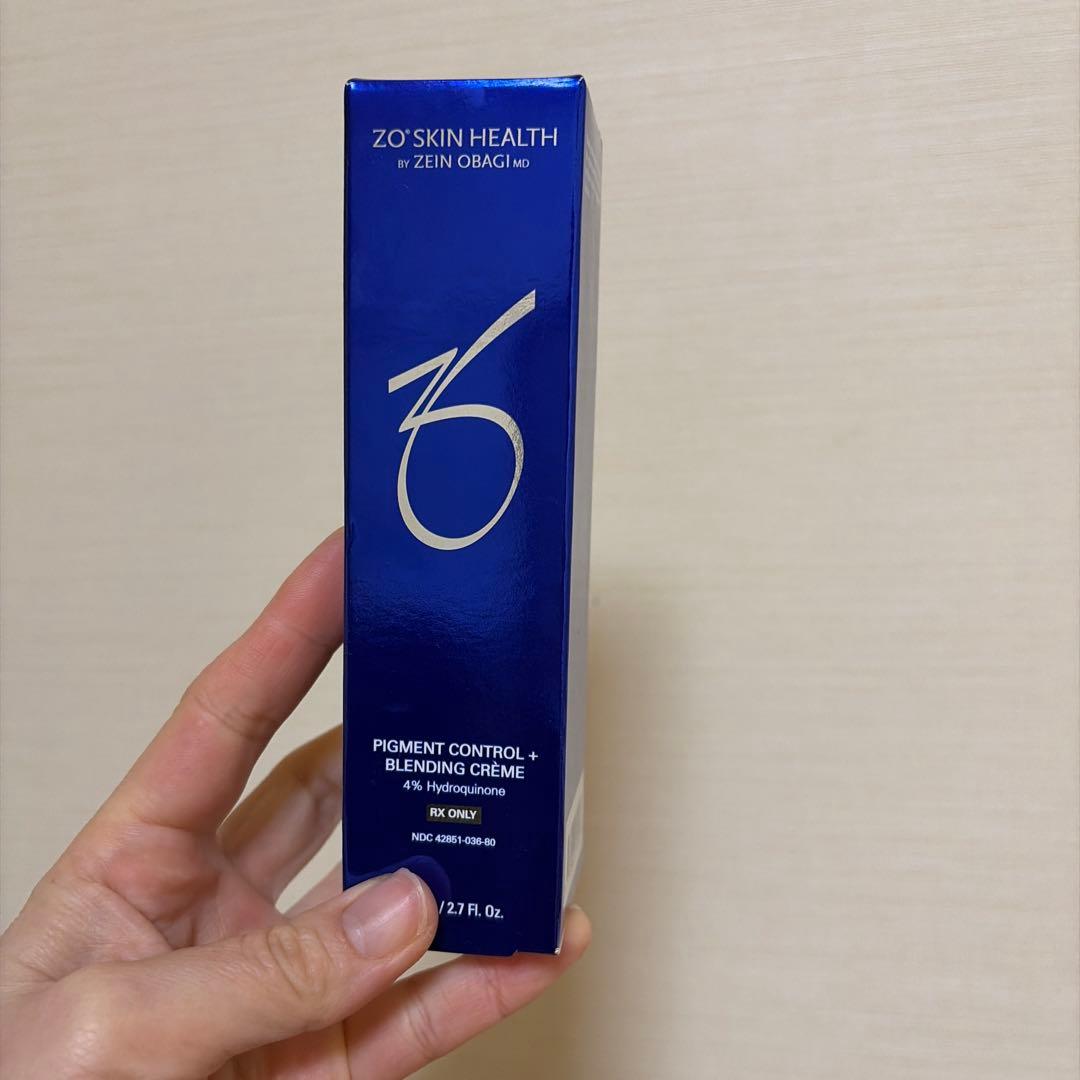 ZO® SKIN HEALTH
BY ZEIN OBAGI MD
PIGMENT CONTROL +
BLENDING CRÈME
4% Hydroquinone
RX ONLY
NDC 42851-036-80
/ 2.7 Fl. Oz.